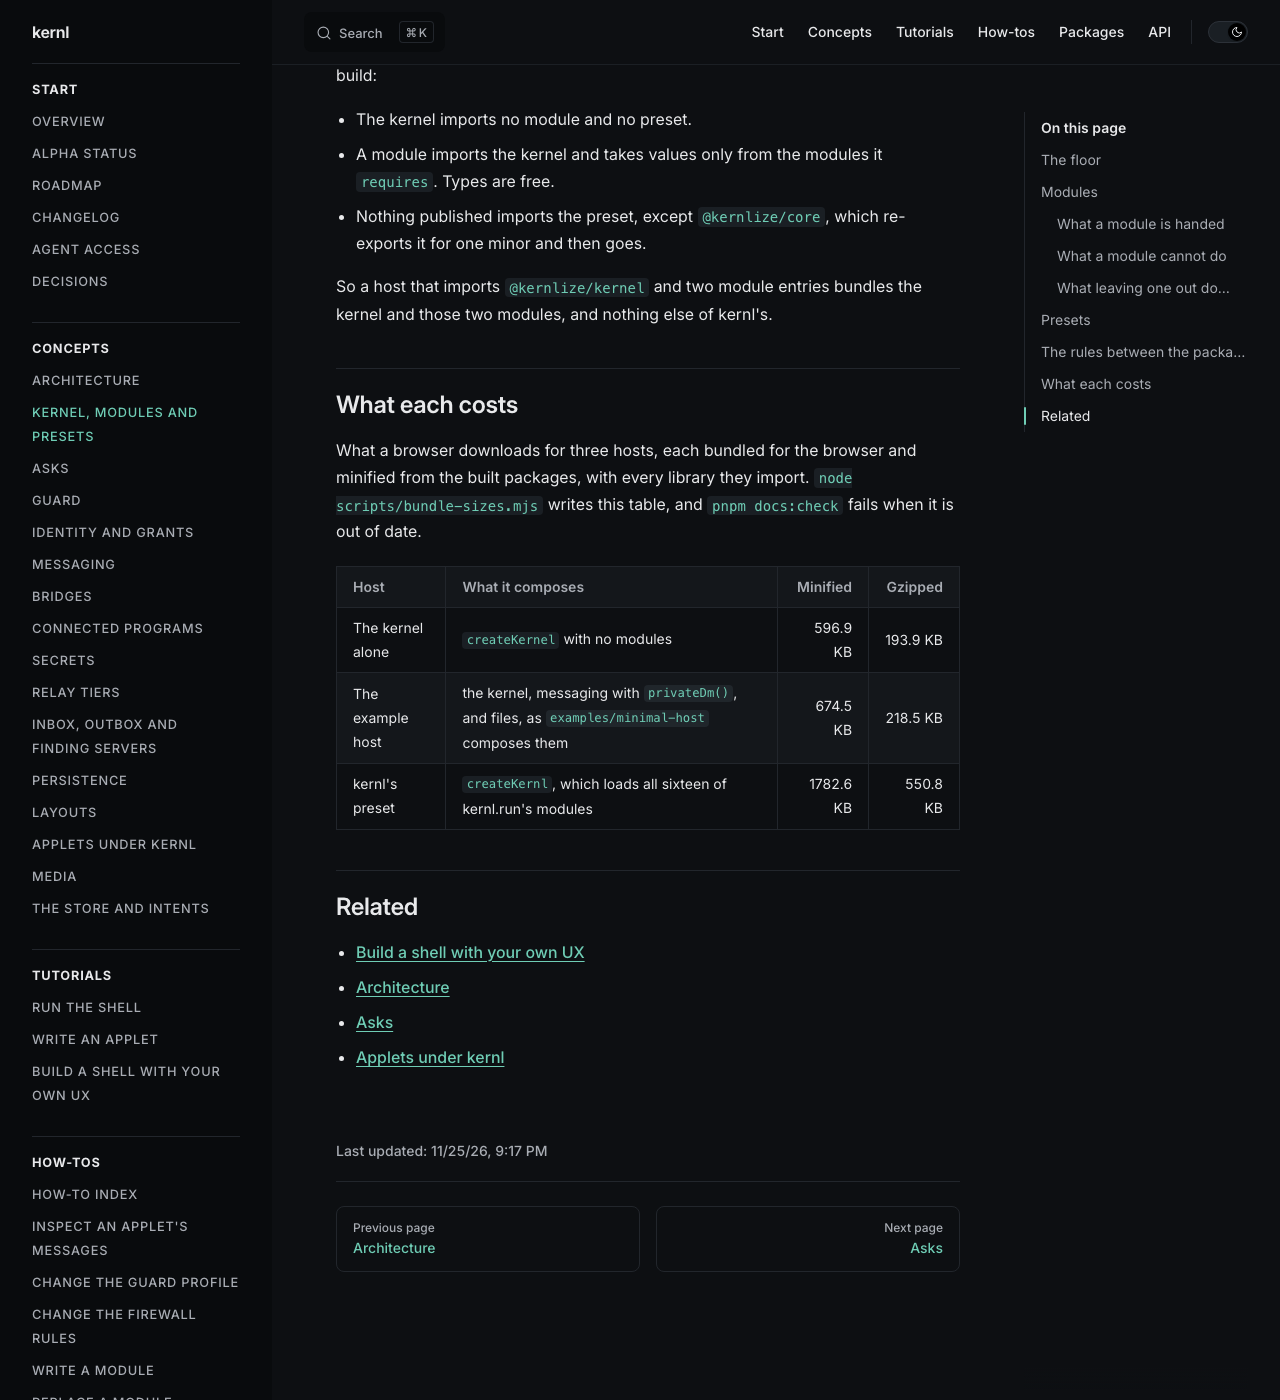 kernl
Search
⌘ K
Start
Concepts
Tutorials
How-tos
Packages
API
START
OVERVIEW
ALPHA STATUS
ROADMAP
CHANGELOG
AGENT ACCESS
DECISIONS
CONCEPTS
ARCHITECTURE
KERNEL, MODULES AND
PRESETS
ASKS
GUARD
IDENTITY AND GRANTS
MESSAGING
BRIDGES
CONNECTED PROGRAMS
SECRETS
RELAY TIERS
INBOX, OUTBOX AND
FINDING SERVERS
PERSISTENCE
LAYOUTS
APPLETS UNDER KERNL
MEDIA
THE STORE AND INTENTS
TUTORIALS
RUN THE SHELL
WRITE AN APPLET
BUILD A SHELL WITH YOUR
OWN UX
HOW-TOS
HOW-TO INDEX
INSPECT AN APPLET'S
MESSAGES
CHANGE THE GUARD PROFILE
CHANGE THE FIREWALL
RULES
WRITE A MODULE
REPLACE A MODULE
build:
• The kernel imports no module and no preset.
• A module imports the kernel and takes values only from the modules it
requires. Types are free.
• Nothing published imports the preset, except @kernlize/core, which re-
exports it for one minor and then goes.
So a host that imports @kernlize/kernel and two module entries bundles the
kernel and those two modules, and nothing else of kernl's.
What each costs
What a browser downloads for three hosts, each bundled for the browser and
minified from the built packages, with every library they import. node
scripts/bundle-sizes.mjs writes this table, and pnpm docs:check fails when it is
out of date.
Host
What it composes
Minified
Gzipped
The kernel
alone
createKernel with no modules
596.9
KB
193.9 KB
The
example
host
the kernel, messaging with privateDm(),
and files, as examples/minimal-host
composes them
674.5
KB
218.5 KB
kernl's
preset
createKernl, which loads all sixteen of
kernl.run's modules
1782.6
KB
550.8
KB
Related
• Build a shell with your own UX
• Architecture
• Asks
• Applets under kernl
Last updated: 11/25/26, 9:17 PM
Previous page
Architecture
Next page
Asks
On this page
The floor
Modules
What a module is handed
What a module cannot do
What leaving one out do...
Presets
The rules between the packa...
What each costs
Related